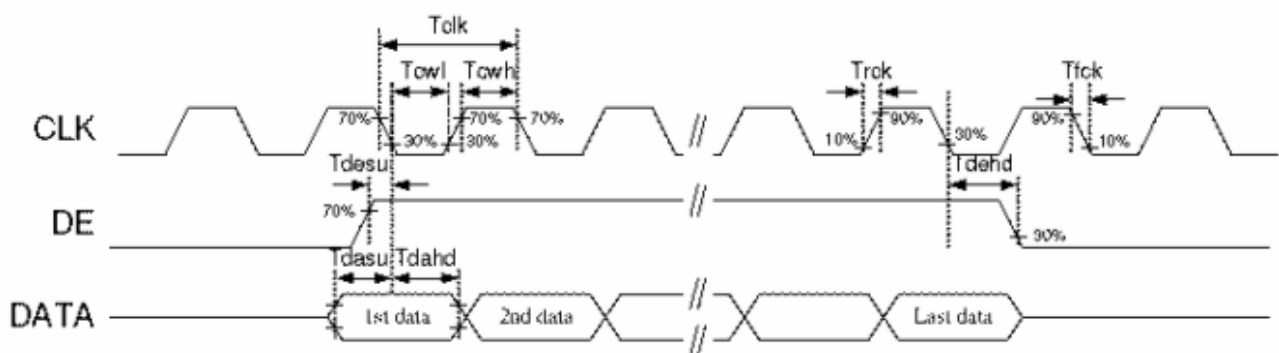 Tclk
Tcwl Tcwh Trck Tfck
CLK 70% 30% 30% 70% 70% // 10% 90% 30% 90% 10%
Tdesu Tdehd
DE 70% // 30%
Tdasu Tdahd
DATA 1st data 2nd data // Last data